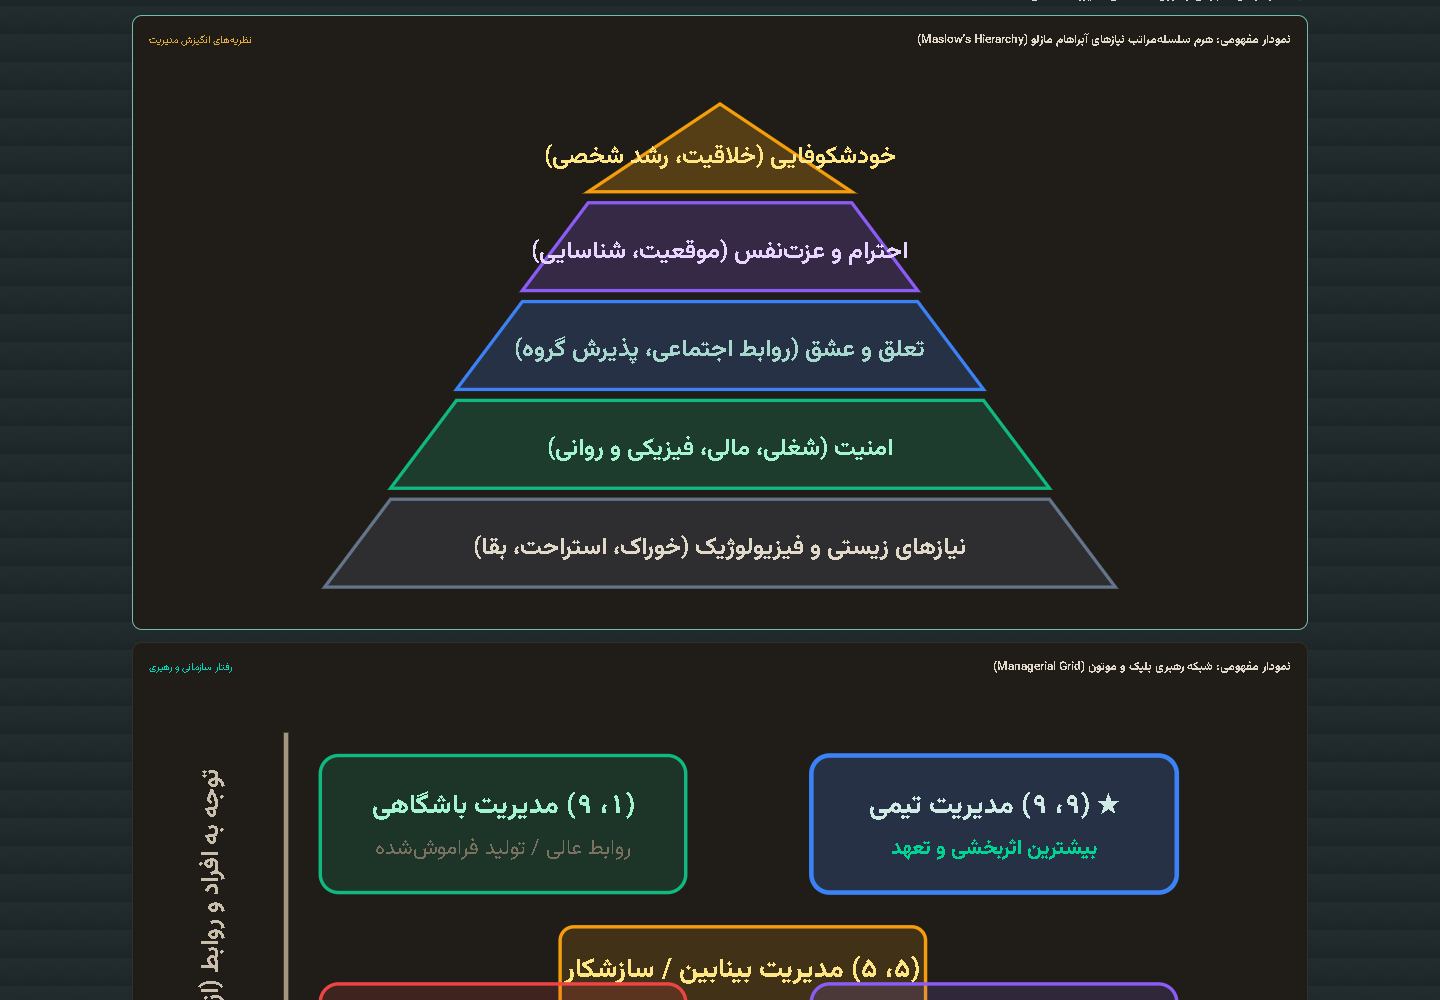 نمودار مفهومی: هرم سلسله‌مراتب نیازهای آبراهام مازلو (Maslow's Hierarchy)
نظریه‌های انگیزش مدیریت
خودشکوفایی (خلاقیت، رشد شخصی)
احترام و عزت‌نفس (موقعیت، شناسایی)
تعلق و عشق (روابط اجتماعی، پذیرش گروه)
امنیت (شغلی، مالی، فیزیکی و روانی)
نیازهای زیستی و فیزیولوژیک (خوراک، استراحت، بقا)
نمودار مفهومی: شبکه رهبری بلیک و موتون (Managerial Grid)
رفتار سازمانی و رهبری
★ (۹، ۹) مدیریت تیمی
بیشترین اثربخشی و تعهد
(۱، ۹) مدیریت باشگاهی
روابط عالی / تولید فراموش‌شده
(۵، ۵) مدیریت بینابین / سازشکار
توجه به افراد و روابط